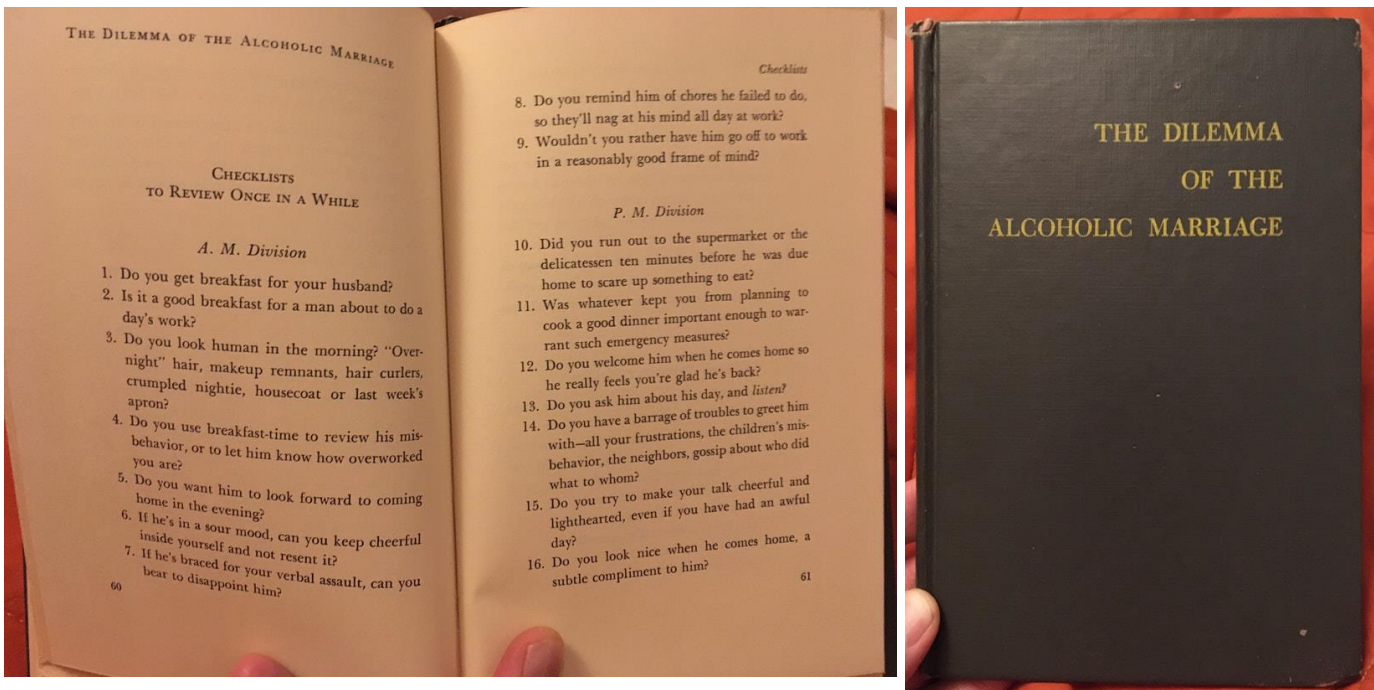 THE DILEMMA OF THE ALCOHOLIC MARRIAGE
CHECKLISTS
TO REVIEW ONCE IN A WHILE
A. M. Division
1. Do you get breakfast for your husband?
2. Is it a good breakfast for a man about to do a
day's work?
3. Do you look human in the morning? "Over-
night" hair, makeup remnants, hair curlers,
crumpled nightie, housecoat or last week's
apron?
4. Do you use breakfast-time to review his mis-
behavior, or to let him know how overworked
you are?
5. Do you want him to look forward to coming
home in the evening?
6. If he's in a sour mood, can you keep cheerful
inside yourself and not resent it?
7. If he's braced for your verbal assault, can you
bear to disappoint him?
60
Checklists
8. Do you remind him of chores he failed to do,
so they'll nag at his mind all day at work?
9. Wouldn't you rather have him go off to work
in a reasonably good frame of mind?
P. M. Division
10. Did you run out to the supermarket or the
delicatessen ten minutes before he was due
home to scare up something to eat?
11. Was whatever kept you from planning to
cook a good dinner important enough to war-
rant such emergency measures?
12. Do you welcome him when he comes home so
he really feels you're glad he's back?
13. Do you ask him about his day, and listen?
14. Do you have a barrage of troubles to greet him
with—all your frustrations, the children's mis-
behavior, the neighbors, gossip about who did
what to whom?
15. Do you try to make your talk cheerful and
lighthearted, even if you have had an awful
day?
16. Do you look nice when he comes home, a
subtle compliment to him?
61
THE DILEMMA
OF THE
ALCOHOLIC MARRIAGE